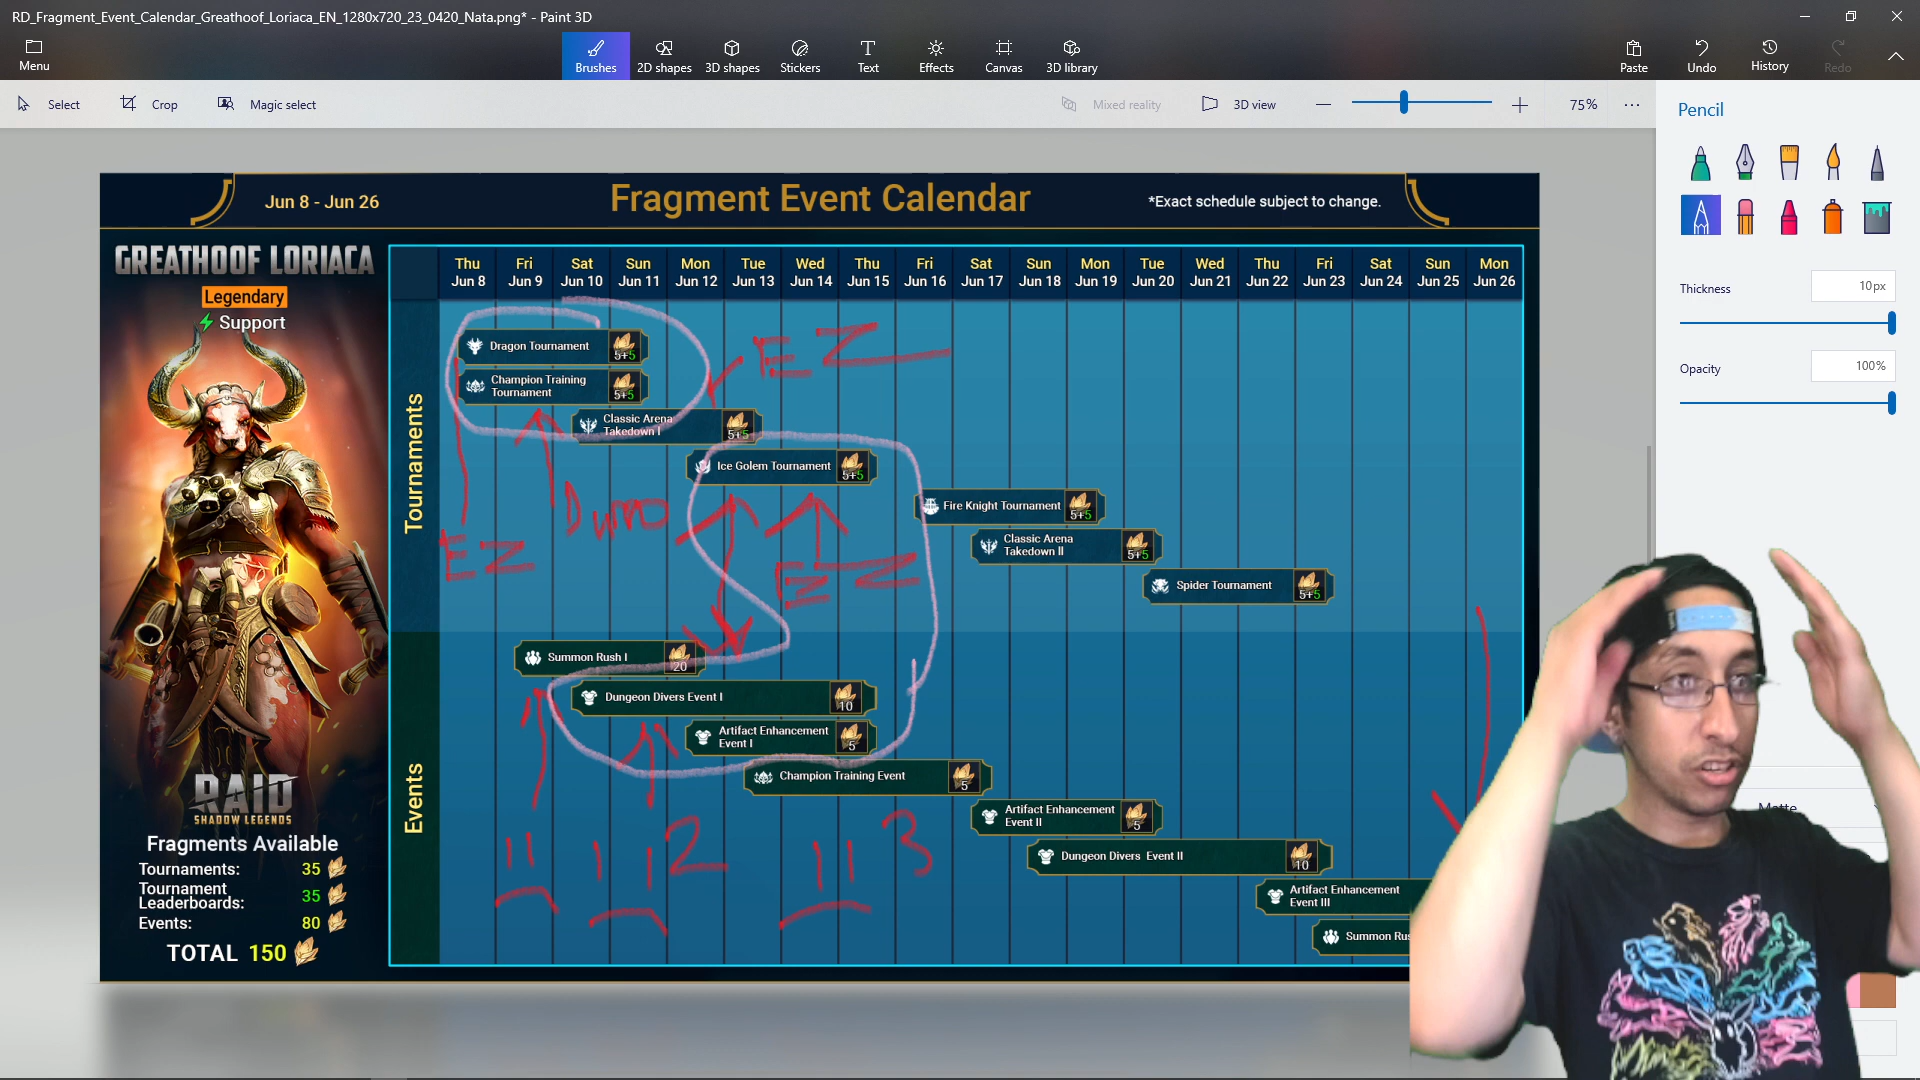 RD_Fragment_Event_Calendar_Greathoof_Loriaca_EN_1280x720_23_0420_Nata.png* - Paint 3D
Menu
Brushes 2D shapes 3D shapes Stickers Text Effects Canvas 3D library Paste Undo History Redo
Select Crop Magic select Mixed reality 3D view 75%
Pencil
Thickness 10px
Opacity 100%
Matte
Jun 8 - Jun 26
Fragment Event Calendar
*Exact schedule subject to change.
GREATHOOF LORIACA
Legendary
Support
RAID
SHADOW LEGENDS
Fragments Available
Tournaments: 35
Tournament
Leaderboards: 35
Events: 80
TOTAL 150
Thu Fri Sat Sun Mon Tue Wed Thu Fri Sat Sun Mon Tue Wed Thu Fri Sat Sun Mon
Jun 8 Jun 9 Jun 10 Jun 11 Jun 12 Jun 13 Jun 14 Jun 15 Jun 16 Jun 17 Jun 18 Jun 19 Jun 20 Jun 21 Jun 22 Jun 23 Jun 24 Jun 25 Jun 26
Tournaments
Dragon Tournament 5+5
Champion Training
Tournament 5+5
Classic Arena
Takedown I 5+5
Ice Golem Tournament 5+5
Fire Knight Tournament 5+5
Classic Arena
Takedown II 5+5
Spider Tournament 5+5
EZ
EZ
EZ
Events
Summon Rush I 20
Dungeon Divers Event I 10
Artifact Enhancement
Event I 5
Champion Training Event 5
Artifact Enhancement
Event II 5
Dungeon Divers Event II 10
Artifact Enhancement
Event III
Summon Rus
11 112 113